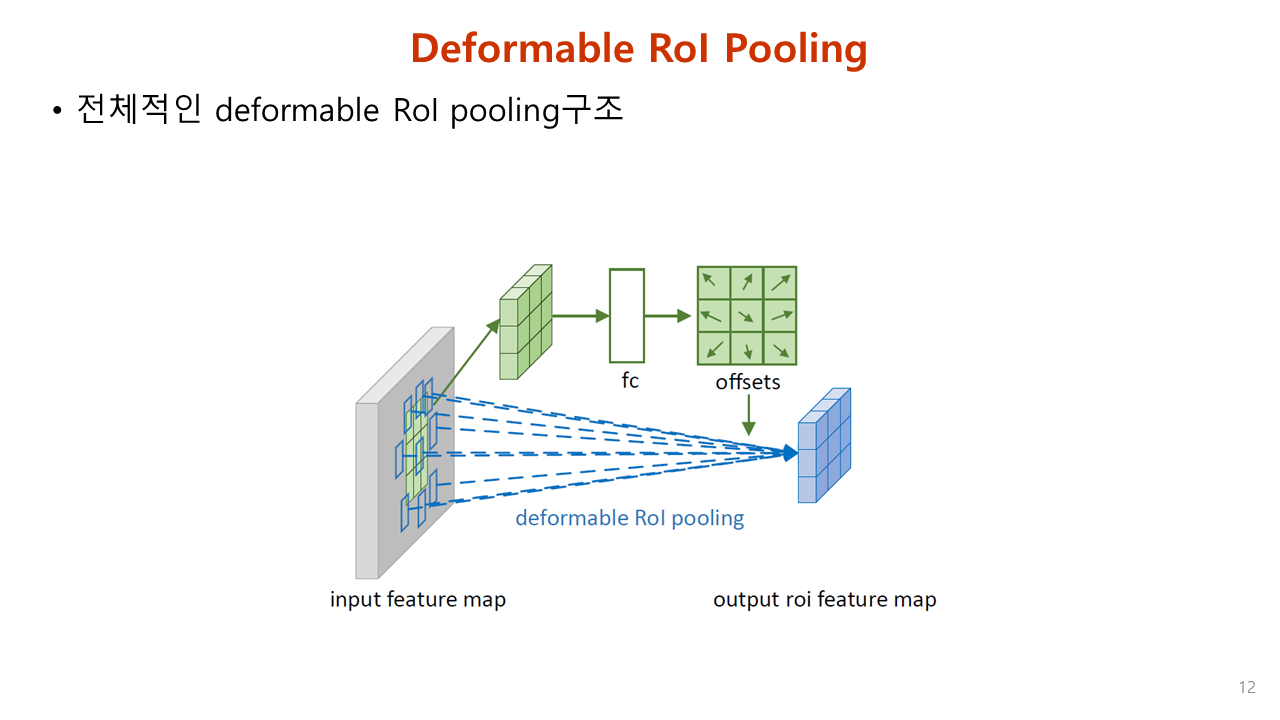 Deformable RoI Pooling
• 전체적인 deformable RoI pooling구조
fc
offsets
deformable RoI pooling
input feature map
output roi feature map
12